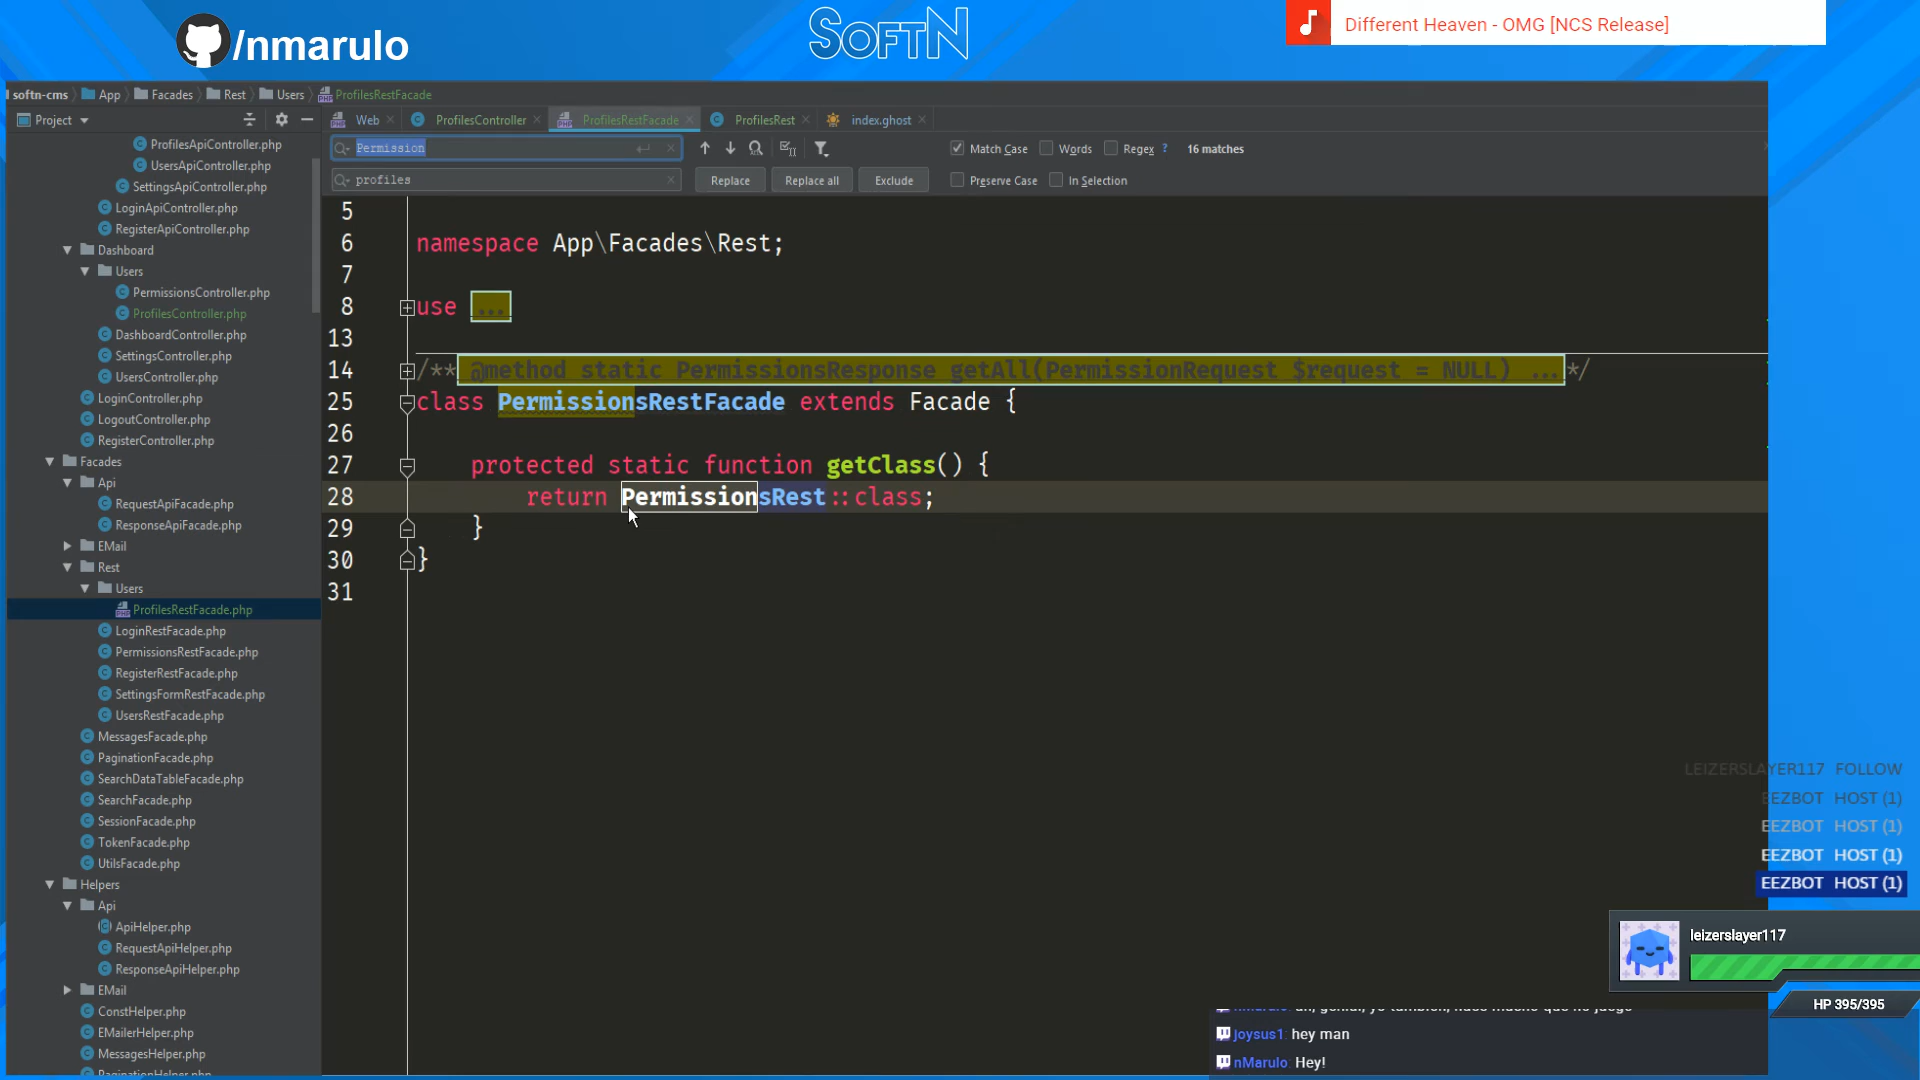 /nmarulo
SOFTN
Different Heaven - OMG [NCS Release]
softn-cms App Facades Rest Users ProfilesRestFacade
Project
Web ProfilesController ProfilesRestFacade ProfilesRest index.ghost
Permission
Match Case Words Regex ? 16 matches
profiles
Replace Replace all Exclude Preserve Case In Selection
ProfilesApiController.php
UsersApiController.php
SettingsApiController.php
LoginApiController.php
RegisterApiController.php
Dashboard
Users
PermissionsController.php
ProfilesController.php
DashboardController.php
SettingsController.php
UsersController.php
LoginController.php
LogoutController.php
RegisterController.php
Facades
Api
RequestApiFacade.php
ResponseApiFacade.php
EMail
Rest
Users
ProfilesRestFacade.php
LoginRestFacade.php
PermissionsRestFacade.php
RegisterRestFacade.php
SettingsFormRestFacade.php
UsersRestFacade.php
MessagesFacade.php
PaginationFacade.php
SearchDataTableFacade.php
SearchFacade.php
SessionFacade.php
TokenFacade.php
UtilsFacade.php
Helpers
Api
ApiHelper.php
RequestApiHelper.php
ResponseApiHelper.php
EMail
ConstHelper.php
EMailerHelper.php
MessagesHelper.php
PaginationHelper.php
5
6 namespace App\Facades\Rest;
7
8 use ...
13
14 /** @method static PermissionsResponse getAll(PermissionRequest $request = NULL) ...*/
25 class PermissionsRestFacade extends Facade {
26
27 protected static function getClass() {
28 return PermissionsRest::class;
29 }
30 }
31
LEIZERSLAYER117 FOLLOW
EEZBOT HOST (1)
EEZBOT HOST (1)
EEZBOT HOST (1)
EEZBOT HOST (1)
leizerslayer117
HP 395/395
joysus1: hey man
nMarulo: Hey!